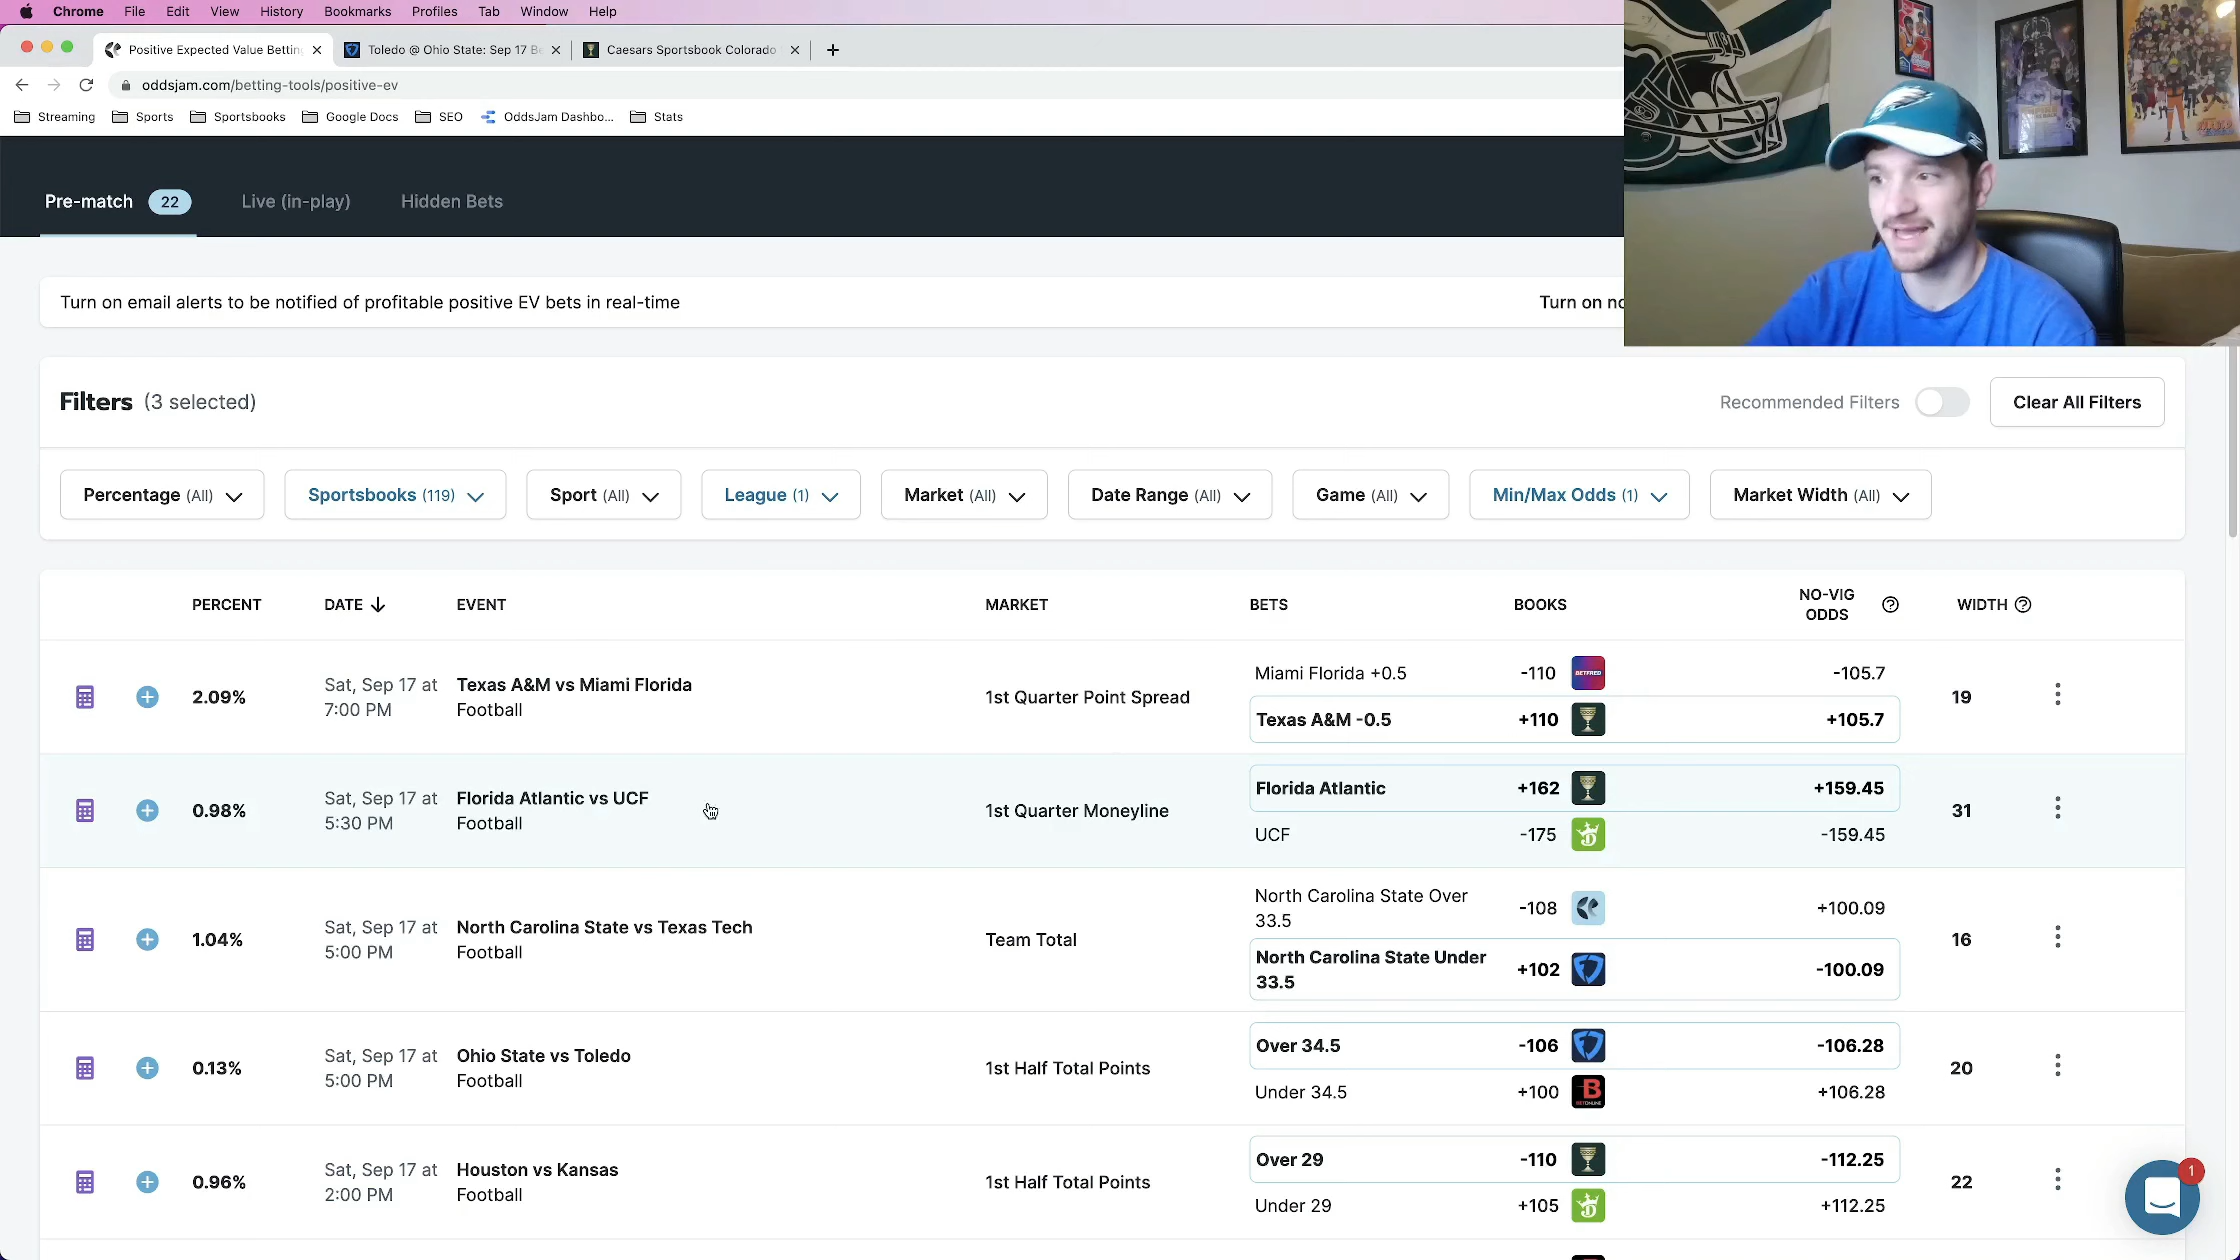 Chrome File Edit View History Bookmarks Profiles Tab Window Help
Positive Expected Value Betting Toledo @ Ohio State: Sep 17 Be Caesars Sportsbook Colorado
oddsjam.com/betting-tools/positive-ev
Streaming Sports Sportsbooks Google Docs SEO OddsJam Dashbo... Stats
Pre-match 22 Live (in-play) Hidden Bets
Turn on email alerts to be notified of profitable positive EV bets in real-time Turn on no
Filters (3 selected) Recommended Filters Clear All Filters
Percentage (All) Sportsbooks (119) Sport (All) League (1) Market (All) Date Range (All) Game (All) Min/Max Odds (1) Market Width (All)
PERCENT DATE EVENT MARKET BETS BOOKS NO-VIG ODDS WIDTH
2.09% Sat, Sep 17 at 7:00 PM Texas A&M vs Miami Florida Football 1st Quarter Point Spread Miami Florida +0.5 -110 BETFRED -105.7 19
Texas A&M -0.5 +110 +105.7
0.98% Sat, Sep 17 at 5:30 PM Florida Atlantic vs UCF Football 1st Quarter Moneyline Florida Atlantic +162 +159.45 31
UCF -175 -159.45
1.04% Sat, Sep 17 at 5:00 PM North Carolina State vs Texas Tech Football Team Total North Carolina State Over 33.5 -108 +100.09 16
North Carolina State Under 33.5 +102 -100.09
0.13% Sat, Sep 17 at 5:00 PM Ohio State vs Toledo Football 1st Half Total Points Over 34.5 -106 -106.28 20
Under 34.5 +100 B BETONLINE +106.28
0.96% Sat, Sep 17 at 2:00 PM Houston vs Kansas Football 1st Half Total Points Over 29 -110 -112.25 22
Under 29 +105 +112.25
1